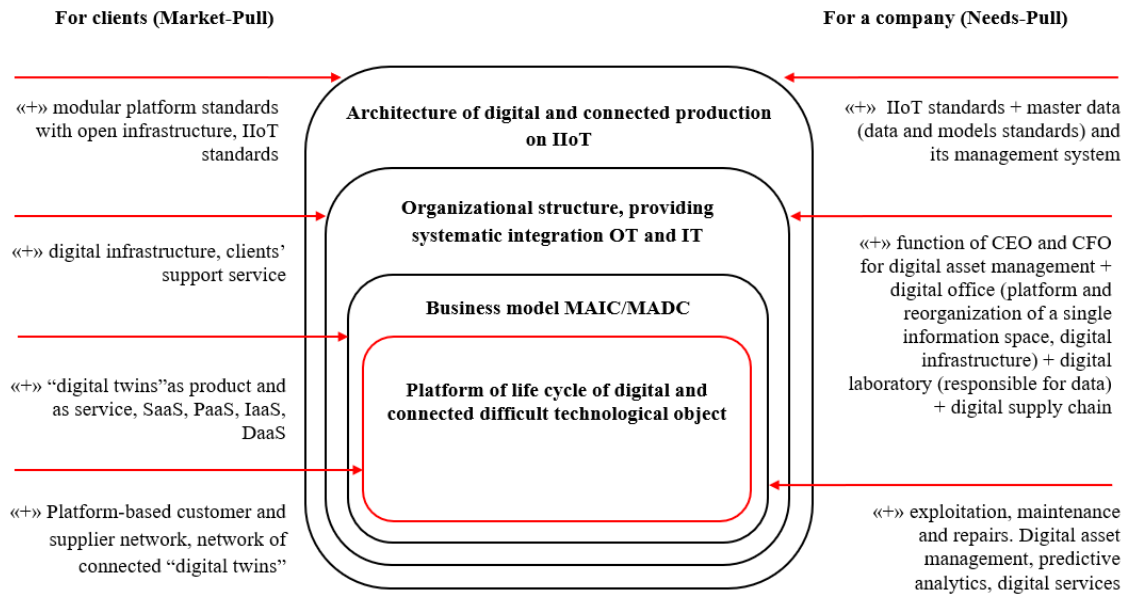 For clients (Market-Pull)
For a company (Needs-Pull)
«+» modular platform standards
with open infrastructure, IIoT
standards
«+» digital infrastructure, clients’
support service
«+» “digital twins”as product and
as service, SaaS, PaaS, IaaS,
DaaS
«+» Platform-based customer and
supplier network, network of
connected “digital twins”
Architecture of digital and connected production
on IIoT
Organizational structure, providing
systematic integration OT and IT
Business model MAIC/MADC
Platform of life cycle of digital and
connected difficult technological object
«+» IIoT standards + master data
(data and models standards) and
its management system
«+» function of CEO and CFO
for digital asset management +
digital office (platform and
reorganization of a single
information space, digital
infrastructure) + digital
laboratory (responsible for data)
+ digital supply chain
«+» exploitation, maintenance
and repairs. Digital asset
management, predictive
analytics, digital services